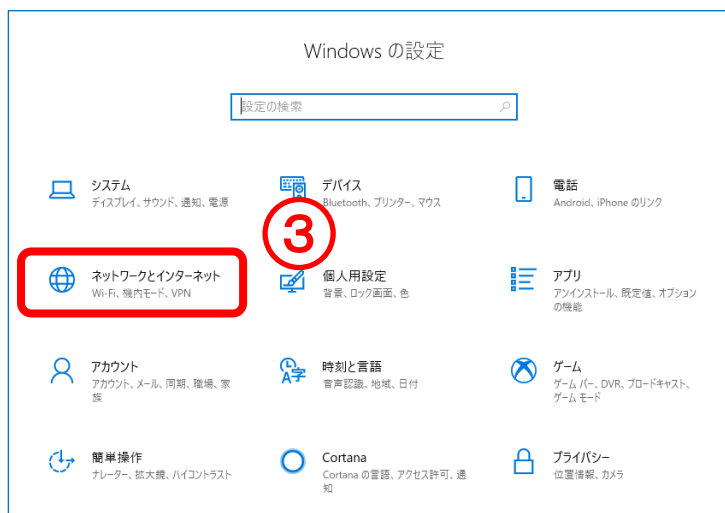 Windows の設定
設定の検索
システム
ディスプレイ、サウンド、通知、電源
デバイス
Bluetooth、プリンター、マウス
電話
Android、iPhone のリンク
③
ネットワークとインターネット
Wi-Fi、機内モード、VPN
個人用設定
背景、ロック画面、色
アプリ
アンインストール、既定値、オプション
の機能
アカウント
アカウント、メール、同期、職場、家
族
時刻と言語
音声認識、地域、日付
ゲーム
ゲーム バー、DVR、ブロードキャスト、
ゲーム モード
簡単操作
ナレーター、拡大鏡、ハイコントラスト
Cortana
Cortana の言語、アクセス許可、通
知
プライバシー
位置情報、カメラ